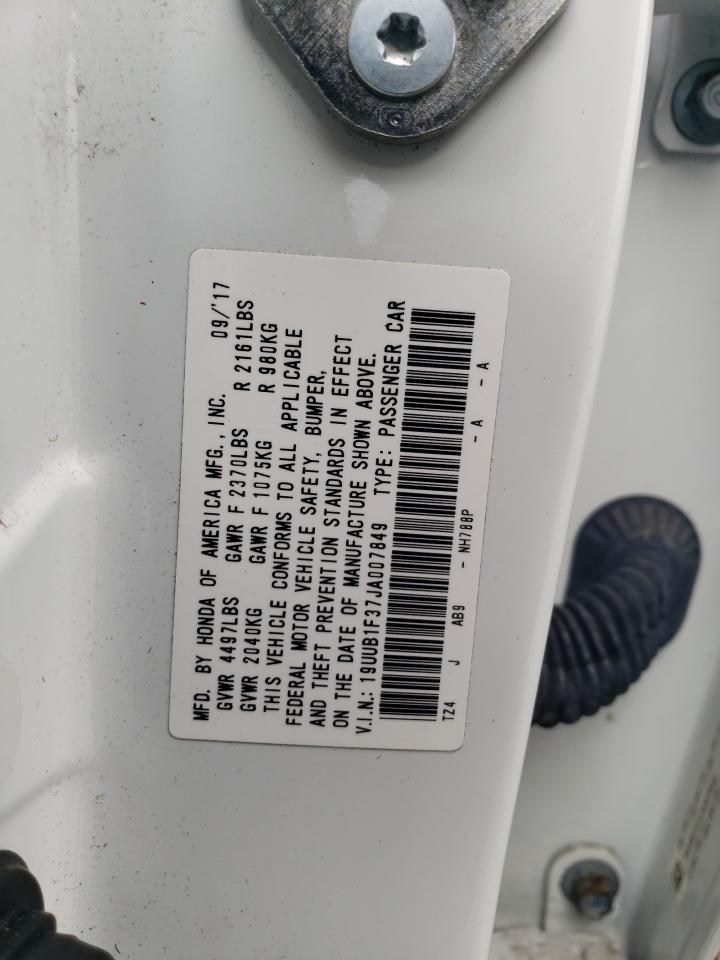 MFD. BY HONDA OF AMERICA MFG., INC. 09/'17
GVWR 4497LBS GAWR F 2370LBS R 2161LBS
GVWR 2040KG GAWR F 1075KG R 980KG
THIS VEHICLE CONFORMS TO ALL APPLICABLE
FEDERAL MOTOR VEHICLE SAFETY, BUMPER,
AND THEFT PREVENTION STANDARDS IN EFFECT
ON THE DATE OF MANUFACTURE SHOWN ABOVE.
V.I.N.: 19UUB1F37JA007849 TYPE: PASSENGER CAR
TZ4 J AB9 - NH788P - A - A